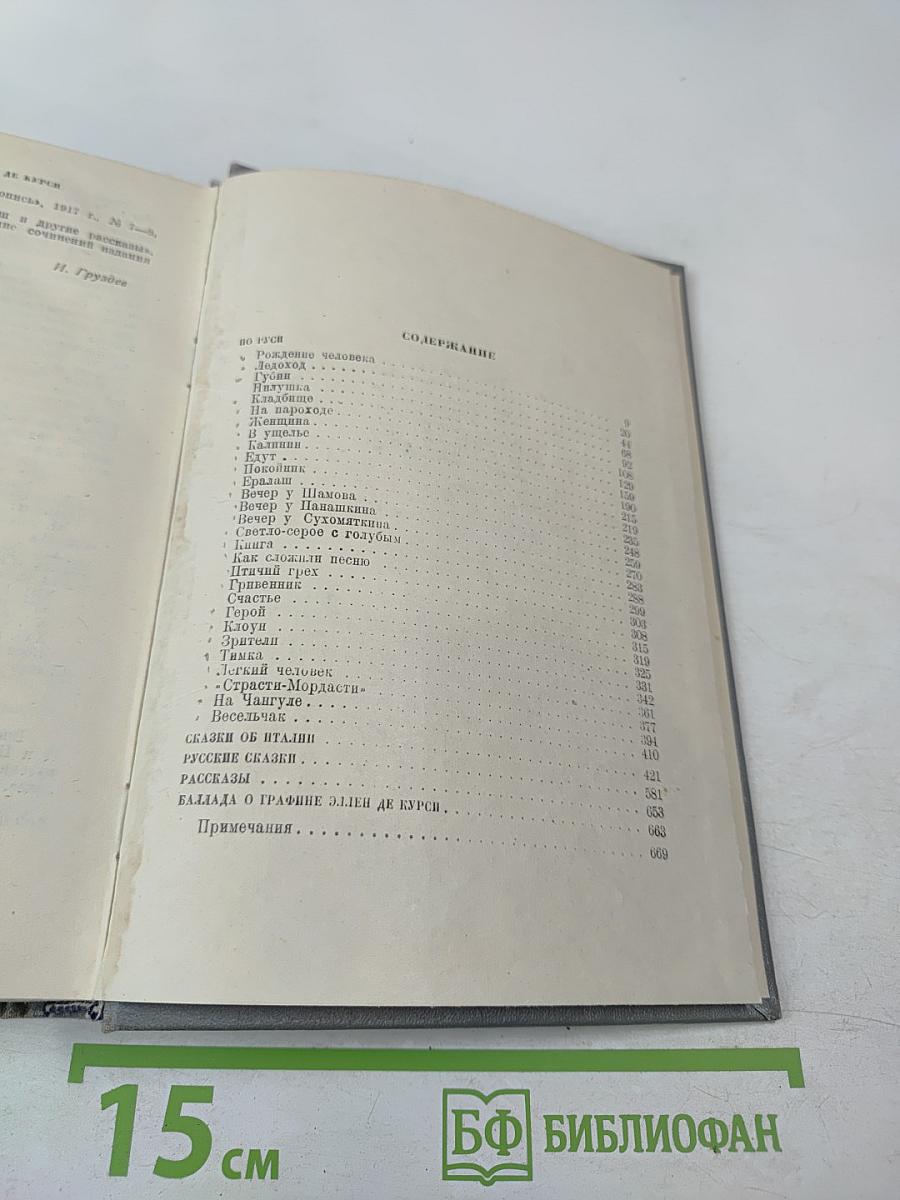 ДЕ КУРСИ
опись», 1917 г., № 7—8,
и другие рассказы»,
ние сочинений издания
И. Груздев
СОДЕРЖАНИЕ
ПО РУСИ
Рождение человека 9
Ледоход 20
Губин 44
Нилушка 68
Кладбище 92
На пароходе 108
Женщина 129
В ущелье 159
Калинин 190
Едут 215
Покойник 219
Ералаш 235
Вечер у Шамова 248
Вечер у Панашкина 259
Вечер у Сухомяткина 270
Светло-серое с голубым 283
Книга 288
Как сложили песню 299
Птичий грех 303
Гривенник 308
Счастье 315
Герой 319
Клоун 325
Зрители 331
Тимка 342
Легкий человек 361
«Страсти-Мордасти» 377
На Чангуле 394
Весельчак 410
СКАЗКИ ОБ ИТАЛИИ 421
РУССКИЕ СКАЗКИ 581
РАССКАЗЫ 653
БАЛЛАДА О ГРАФИНЕ ЭЛЛЕН ДЕ КУРСИ 663
Примечания 669
15 см
БФ БИБЛИОФАН